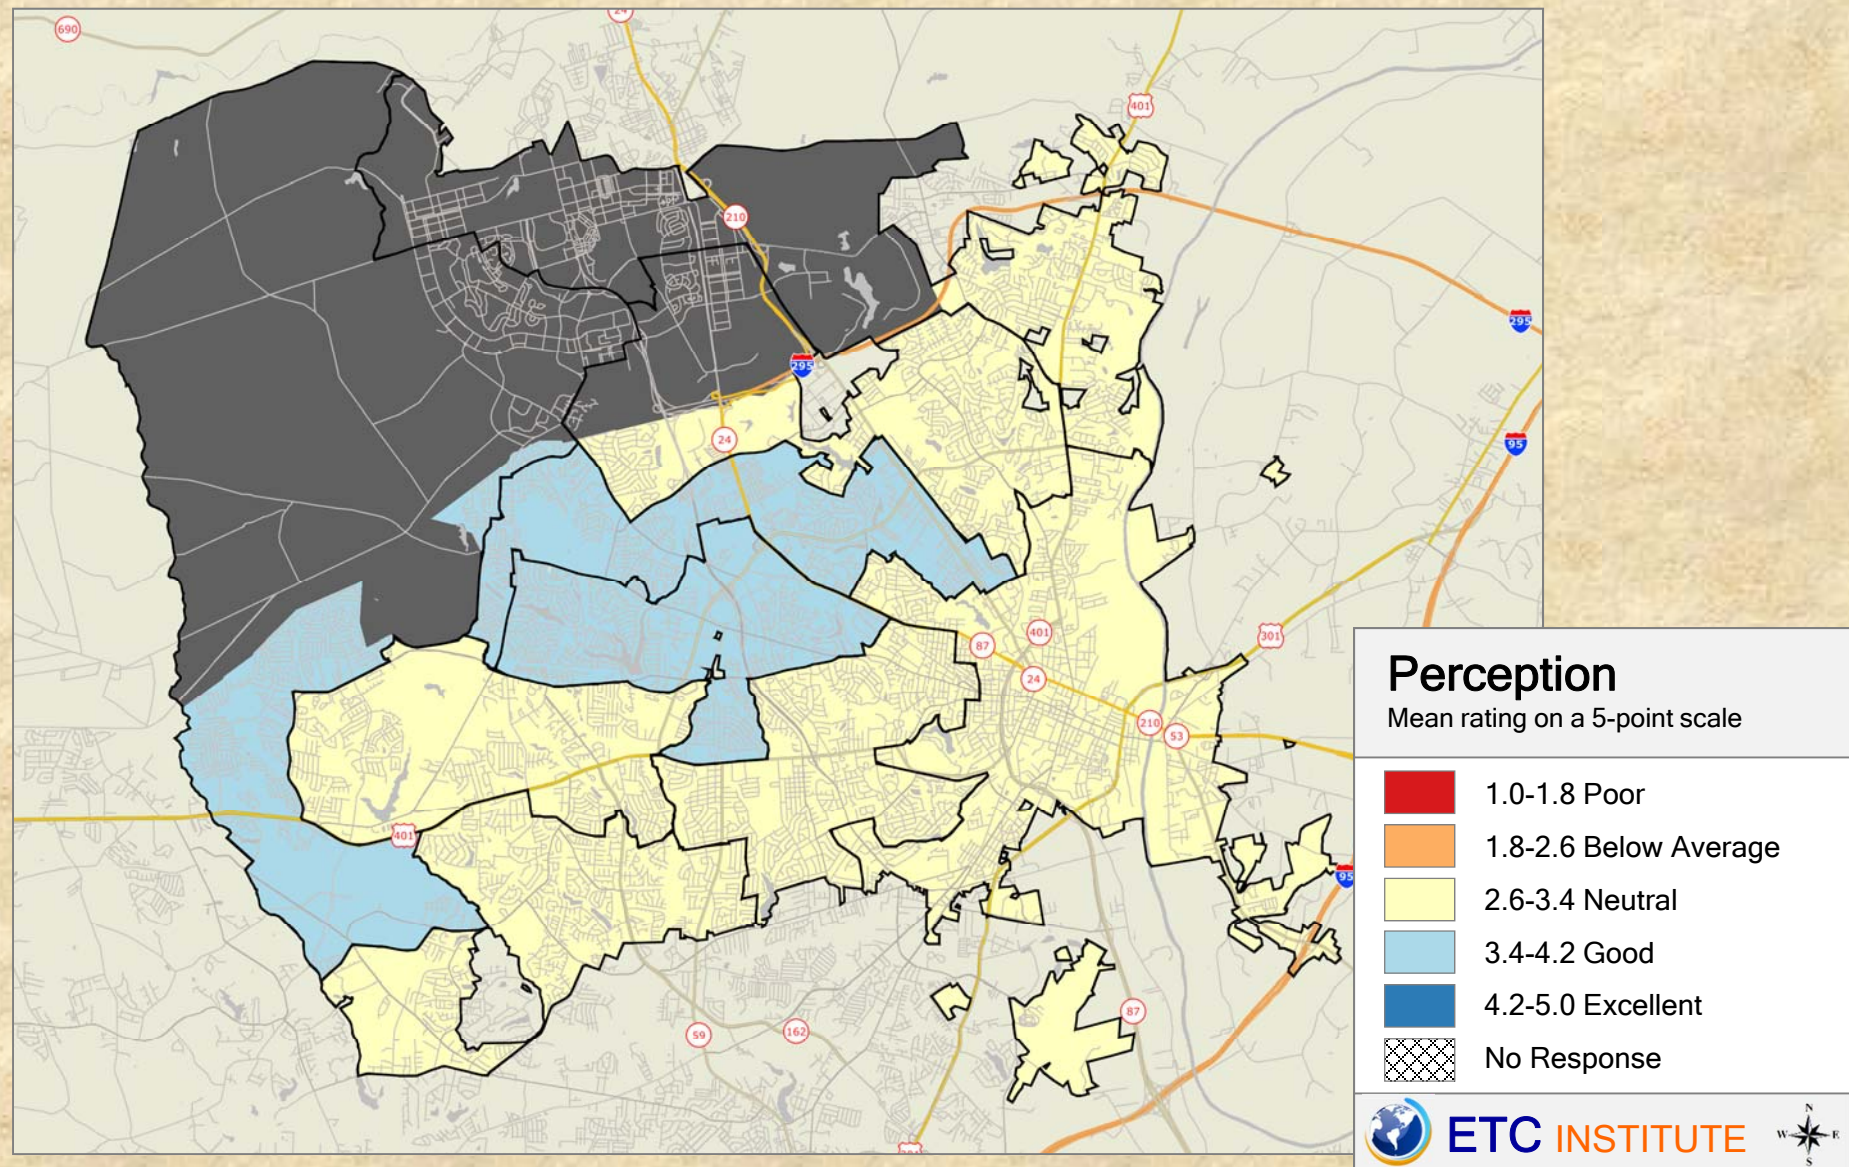 690
24
401
210
295
295
24
95
401
87
301
24
210
53
401
95
87
59
162
Perception
Mean rating on a 5-point scale
1.0-1.8 Poor
1.8-2.6 Below Average
2.6-3.4 Neutral
3.4-4.2 Good
4.2-5.0 Excellent
No Response
ETC INSTITUTE
N
W E
S